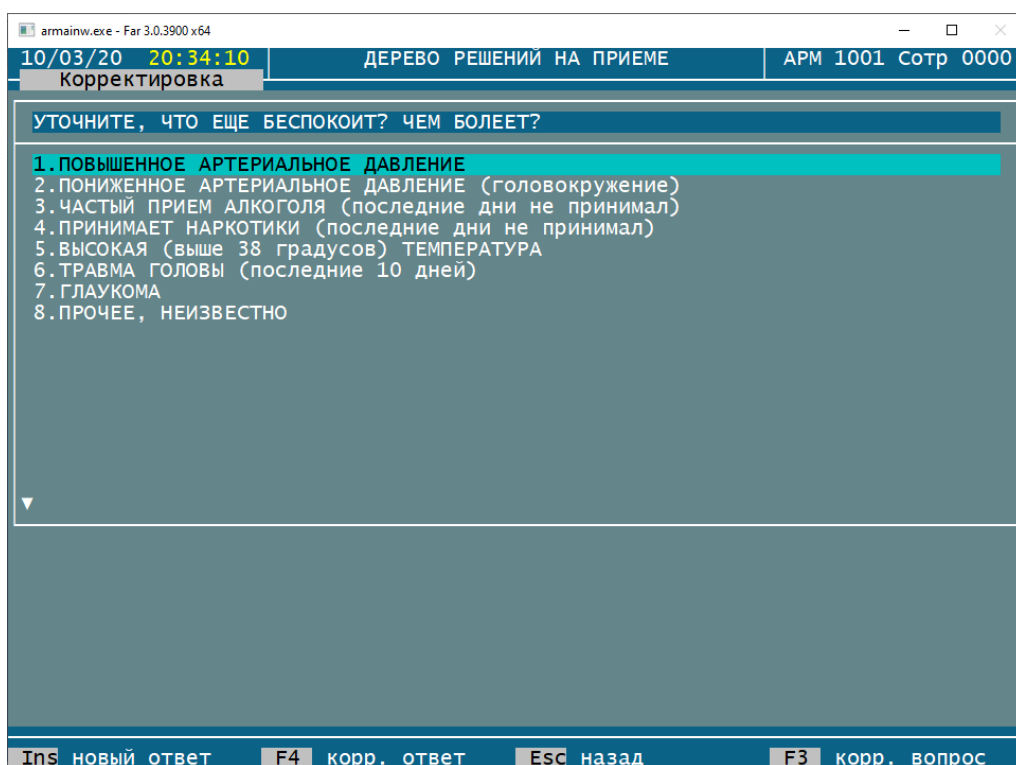 armainw.exe - Far 3.0.3900 x64
10/03/20 20:34:10 ДЕРЕВО РЕШЕНИЙ НА ПРИЕМЕ АРМ 1001 Сотр 0000
Корректировка
УТОЧНИТЕ, ЧТО ЕЩЕ БЕСПОКОИТ? ЧЕМ БОЛЕЕТ?
1.ПОВЫШЕННОЕ АРТЕРИАЛЬНОЕ ДАВЛЕНИЕ
2.ПОНИЖЕННОЕ АРТЕРИАЛЬНОЕ ДАВЛЕНИЕ (головокружение)
3.ЧАСТЫЙ ПРИЕМ АЛКОГОЛЯ (последние дни не принимал)
4.ПРИНИМАЕТ НАРКОТИКИ (последние дни не принимал)
5.ВЫСОКАЯ (выше 38 градусов) ТЕМПЕРАТУРА
6.ТРАВМА ГОЛОВЫ (последние 10 дней)
7.ГЛАУКОМА
8.ПРОЧЕЕ, НЕИЗВЕСТНО
Ins новый ответ F4 корр. ответ Esc назад F3 корр. вопрос